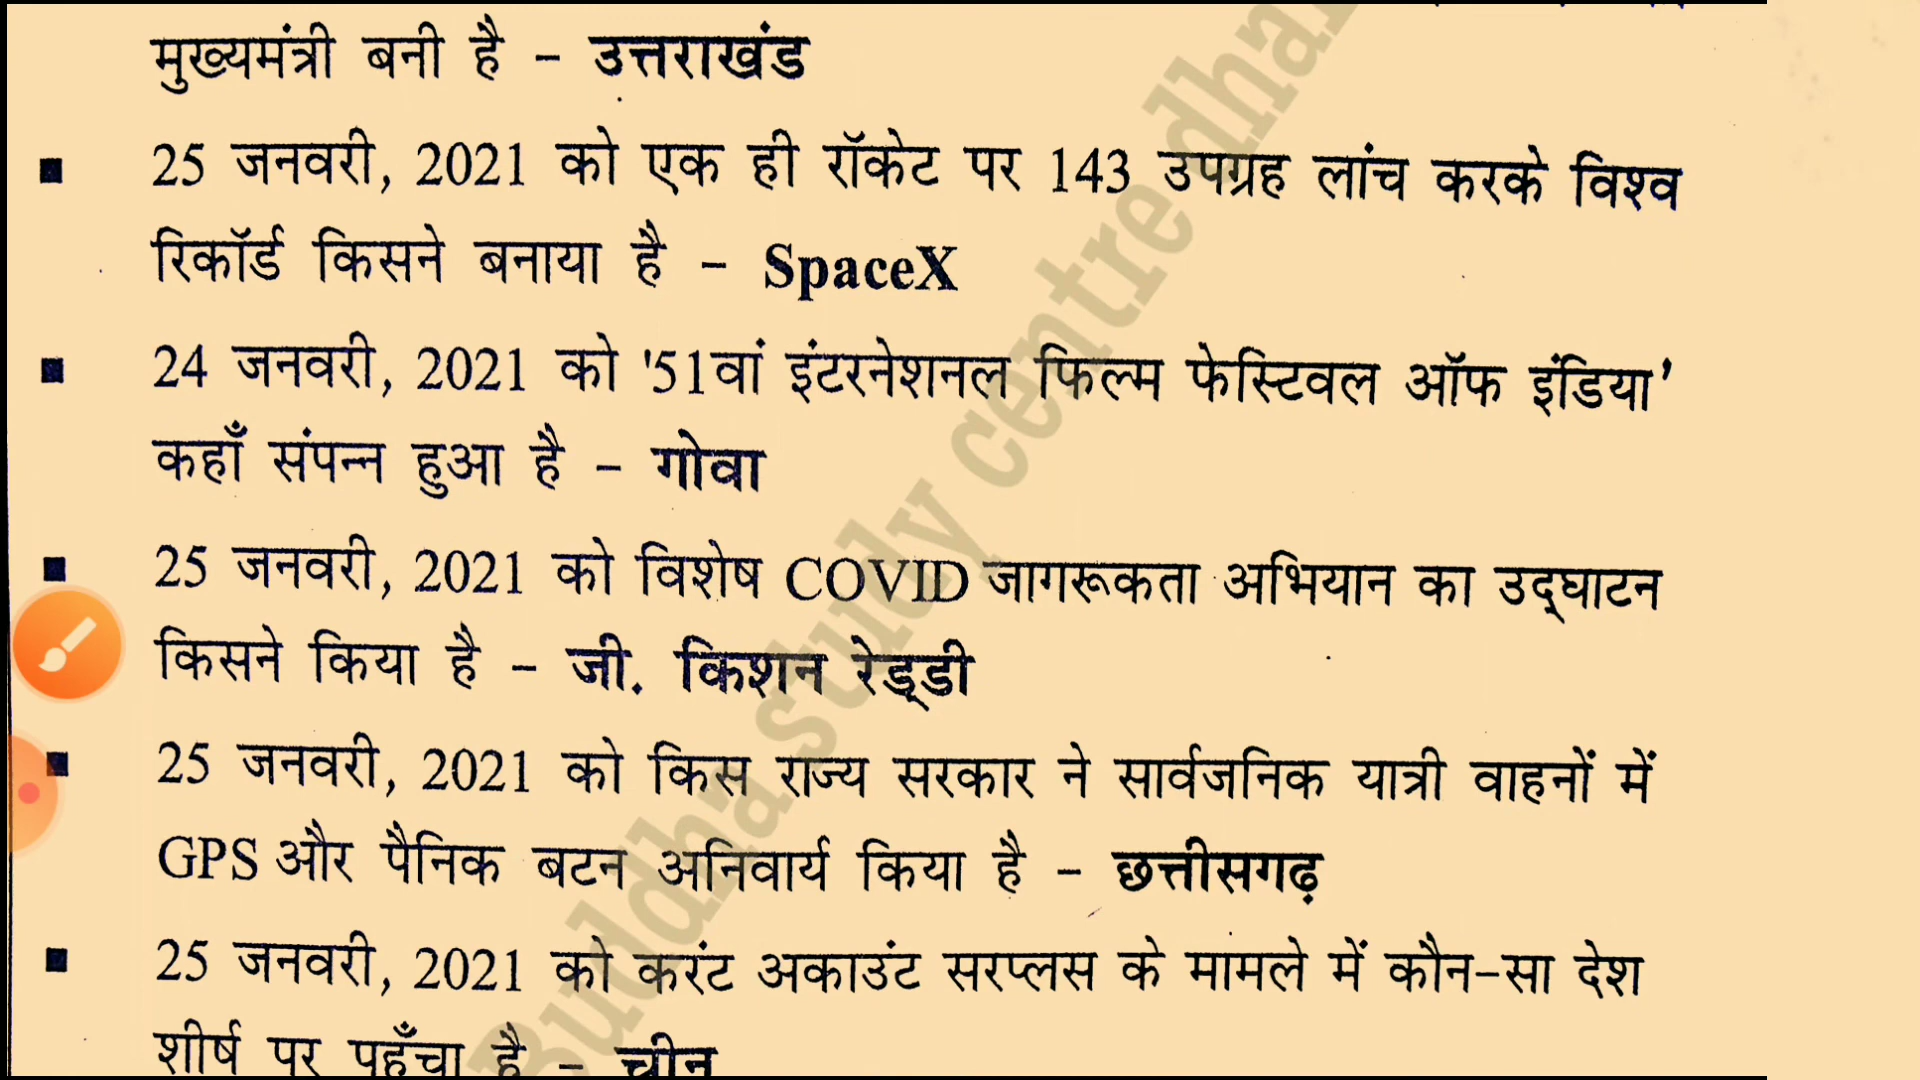 मुख्यमंत्री बनी है - उत्तराखंड
▪ 25 जनवरी, 2021 को एक ही रॉकेट पर 143 उपग्रह लांच करके विश्व
रिकॉर्ड किसने बनाया है - SpaceX
▪ 24 जनवरी, 2021 को '51वां इंटरनेशनल फिल्म फेस्टिवल ऑफ इंडिया’
कहाँ संपन्न हुआ है - गोवा
▪ 25 जनवरी, 2021 को विशेष COVID जागरूकता अभियान का उद्घाटन
किसने किया है - जी. किशन रेड्डी
▪ 25 जनवरी, 2021 को किस राज्य सरकार ने सार्वजनिक यात्री वाहनों में
GPS और पैनिक बटन अनिवार्य किया है - छत्तीसगढ़
▪ 25 जनवरी, 2021 को करंट अकाउंट सरप्लस के मामले में कौन-सा देश
शीर्ष पर पहुँचा है - चीन
Buddha study centre